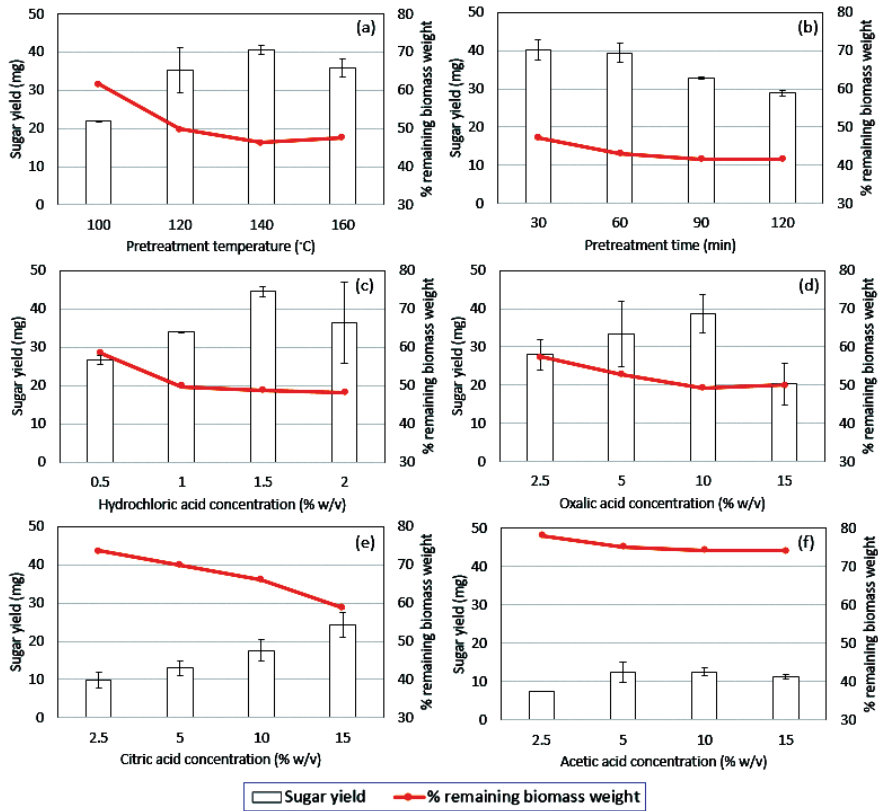 (a)
Sugar yield (mg)
50
40
30
20
10
0
80
70
60
50
40
30
% remaining biomass weight
100 120 140 160
Pretreatment temperature (°C)
(b)
Sugar yield (mg)
50
40
30
20
10
0
80
70
60
50
40
30
% remaining biomass weight
30 60 90 120
Pretreatment time (min)
(c)
Sugar yield (mg)
50
40
30
20
10
0
80
70
60
50
40
30
% remaining biomass weight
0.5 1 1.5 2
Hydrochloric acid concentration (% w/v)
(d)
Sugar yield (mg)
50
40
30
20
10
0
80
70
60
50
40
30
% remaining biomass weight
2.5 5 10 15
Oxalic acid concentration (% w/v)
(e)
Sugar yield (mg)
50
40
30
20
10
0
80
70
60
50
40
30
% remaining biomass weight
2.5 5 10 15
Citric acid concentration (% w/v)
(f)
Sugar yield (mg)
50
40
30
20
10
0
80
70
60
50
40
30
% remaining biomass weight
2.5 5 10 15
Acetic acid concentration (% w/v)
Sugar yield % remaining biomass weight